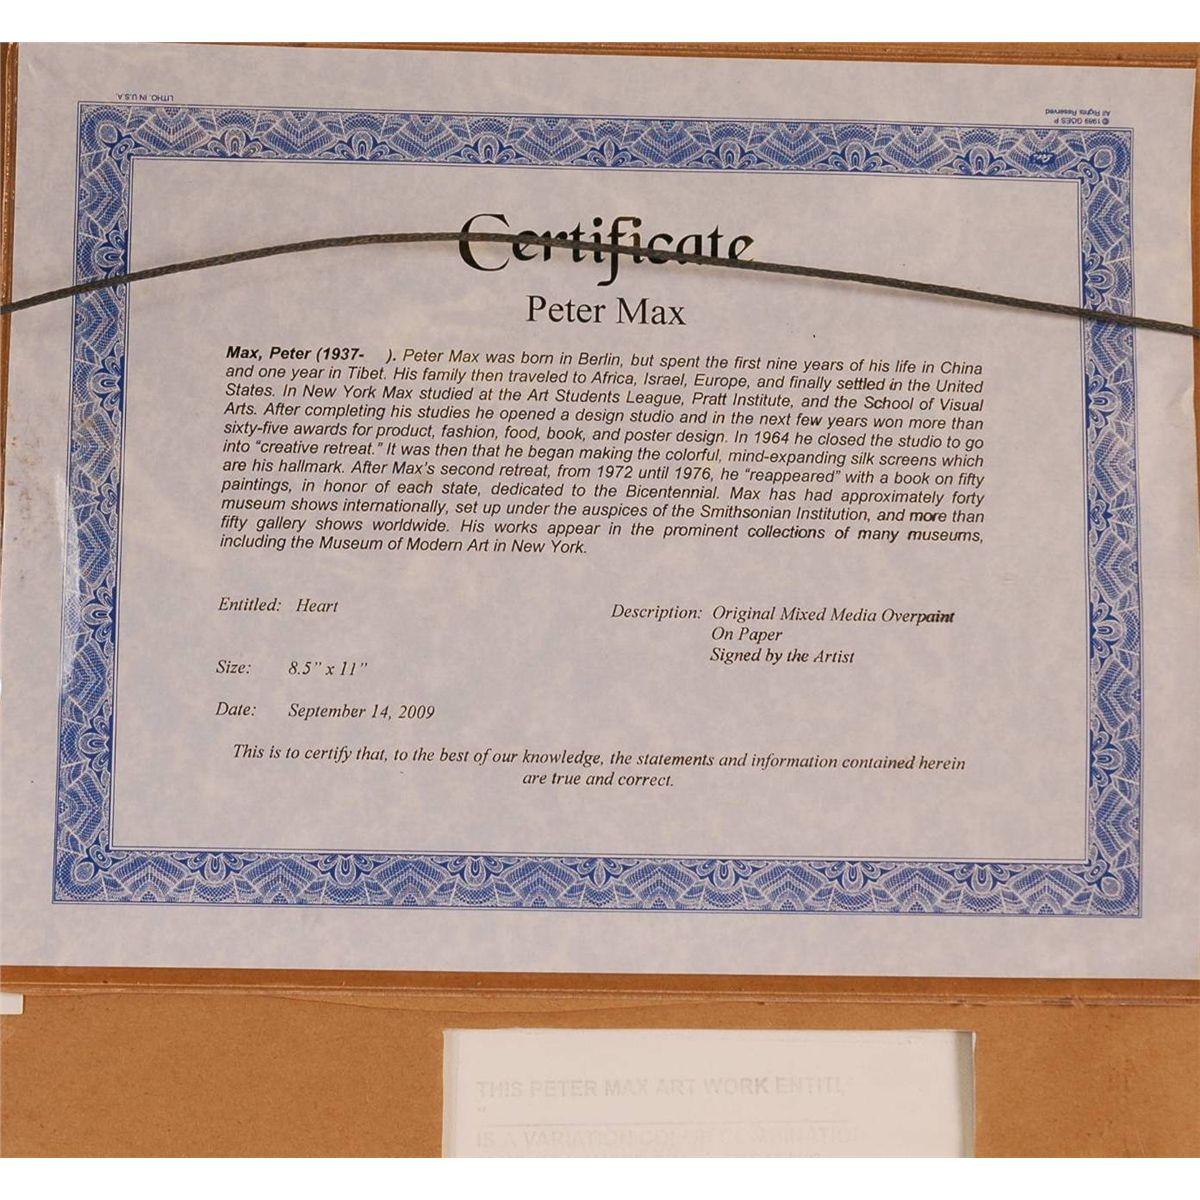 LITHO. IN U.S.A.
© 1989 GOES P
All Rights Reserved
Certificate
Peter Max
Max, Peter (1937-    ). Peter Max was born in Berlin, but spent the first nine years of his life in China
and one year in Tibet. His family then traveled to Africa, Israel, Europe, and finally settled in the United
States. In New York Max studied at the Art Students League, Pratt Institute, and the School of Visual
Arts. After completing his studies he opened a design studio and in the next few years won more than
sixty-five awards for product, fashion, food, book, and poster design. In 1964 he closed the studio to go
into “creative retreat.” It was then that he began making the colorful, mind-expanding silk screens which
are his hallmark. After Max’s second retreat, from 1972 until 1976, he “reappeared” with a book on fifty
paintings, in honor of each state, dedicated to the Bicentennial. Max has had approximately forty
museum shows internationally, set up under the auspices of the Smithsonian Institution, and more than
fifty gallery shows worldwide. His works appear in the prominent collections of many museums,
including the Museum of Modern Art in New York.
Entitled: Heart
Description: Original Mixed Media Overpaint
On Paper
Signed by the Artist
Size: 8.5” x 11”
Date: September 14, 2009
This is to certify that, to the best of our knowledge, the statements and information contained herein
are true and correct.
THIS PETER MAX ART WORK ENTITL
"
IS A VARIATION COLOR COMBINATION